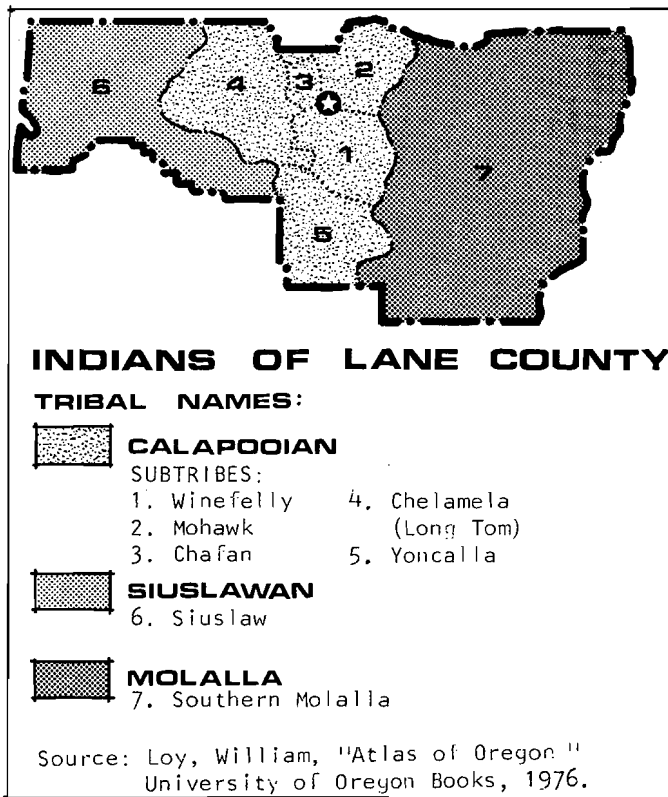 6
4
3
2
1
7
5
INDIANS OF LANE COUNTY
TRIBAL NAMES:
CALAPOOIAN
SUBTRIBES:
1. Winefelly
2. Mohawk
3. Chafan
4. Chelamela
(Long Tom)
5. Yoncalla
SIUSLAWAN
6. Siuslaw
MOLALLA
7. Southern Molalla
Source: Loy, William, "Atlas of Oregon"
University of Oregon Books, 1976.